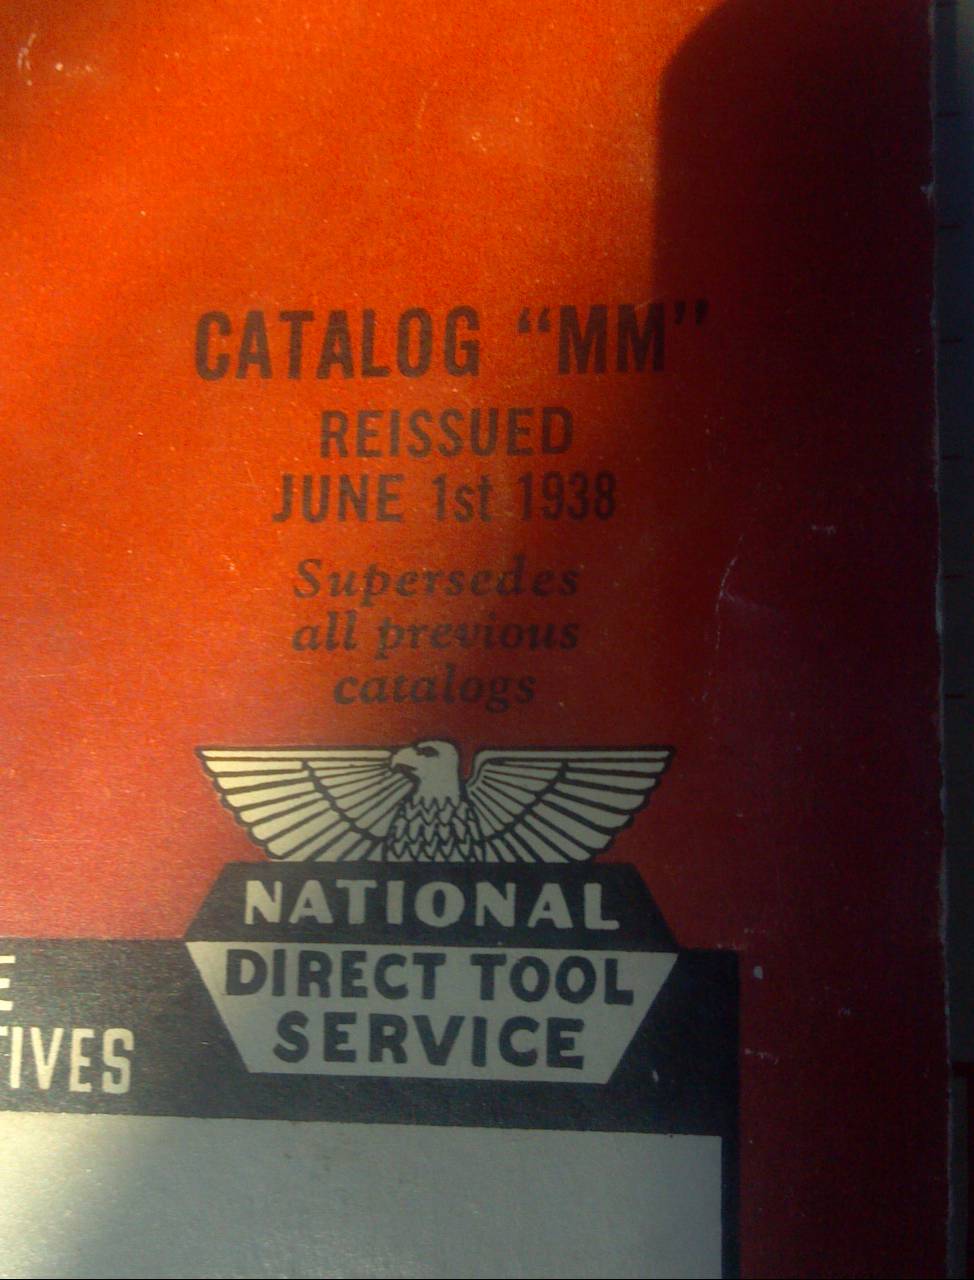 CATALOG “MM”
REISSUED
JUNE 1st 1938
Supersedes
all previous
catalogs
NATIONAL
DIRECT TOOL
SERVICE
E
TIVES